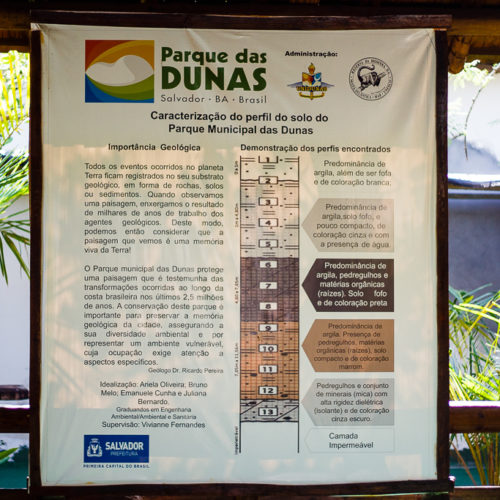 Parque das
DUNAS
Salvador • BA • Brasil
Administração:
Caracterização do perfil do solo do
Parque Municipal das Dunas
Importância Geológica
Todos os eventos ocorridos no planeta
Terra ficam registrados no seu substrato
geológico, em forma de rochas, solos
ou sedimentos. Quando observamos
uma paisagem, enxergamos o resultado
de milhares de anos de trabalho dos
agentes geológicos. Deste modo,
podemos então considerar que a
paisagem que vemos é uma memória
viva da Terra!
O Parque municipal das Dunas protege
uma paisagem que é testemunha das
transformações ocorridas ao longo da
costa brasileira nos últimos 2,5 milhões
de anos. A conservação deste parque é
importante para preservar a memória
geológica da cidade, assegurando a
sua diversidade ambiental e por
representar um ambiente vulnerável,
cuja ocupação exige atenção a
aspectos específicos.
Geólogo Dr. Ricardo Pereira
Idealização: Ariela Oliveira, Bruno
Melo, Emanuele Cunha e Juliana
Bernardo.
Graduandos em Engenharia
Ambiental/Ambiental e Sanitária
Supervisão: Vivianne Fernandes
SALVADOR
PREFEITURA
PRIMEIRA CAPITAL DO BRASIL
Demonstração dos perfis encontrados
1
2
3
4
5
6
7
8
9
10
11
12
13
Predominância de
argila, além de ser fofa
e de coloração branca.
Predominância de
argila,solo fofo, e
pouco compacto, de
coloração cinza e com
a presença de água.
Predominância de
argila, pedregulhos e
matérias orgânicas
(raízes). Solo fofo
e de coloração preta
Predominância de
argila. Presença de
pedregulhos, matérias
orgânicas (raízes), solo
compacto e de coloração
marrom.
Pedregulhos e conjunto
de minerais (mica) com
alta rigidez dielétrica
(isolante) e de coloração
cinza escuro.
Camada
Impermeável